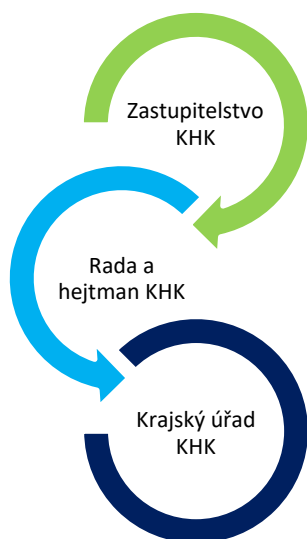 Zastupitelstvo
KHK
Rada a
hejtman KHK
Krajský úřad
KHK